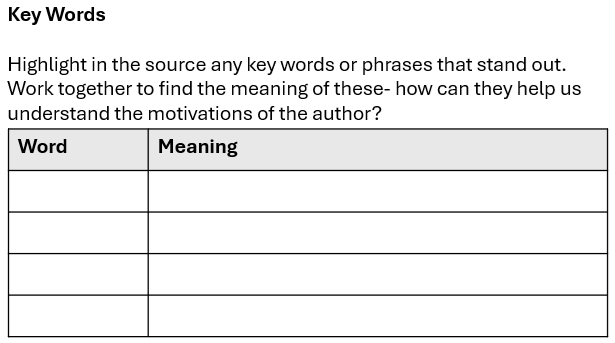 Key Words
Highlight in the source any key words or phrases that stand out.
Work together to find the meaning of these- how can they help us
understand the motivations of the author?
Word Meaning